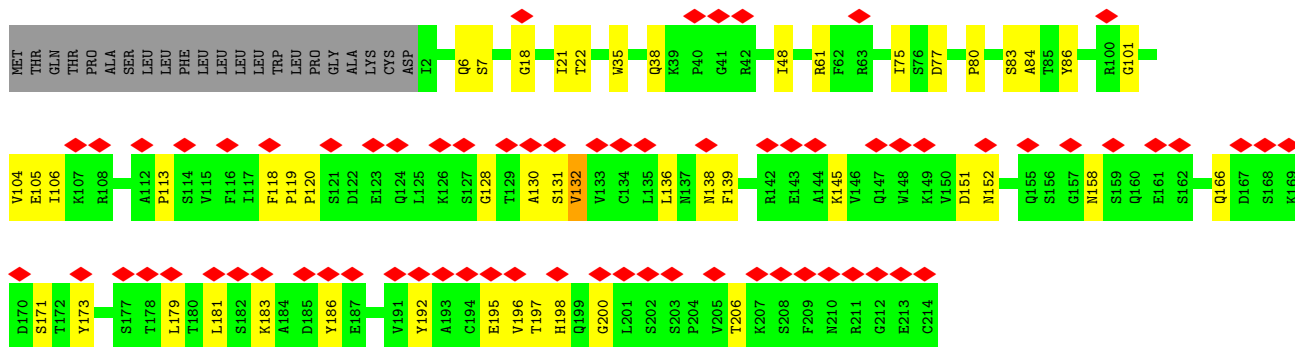 MET THR GLN THR PRO ALA SER LEU LEU PHE LEU LEU LEU LEU TRP LEU PRO GLY ALA LYS CYS ASP I2 Q6 S7 G18 I21 T22 W35 Q38 K39 P40 G41 R42 I48 R61 F62 R63 I75 S76 D77 P80 S83 A84 T85 Y86 R100 G101
V104 E105 I106 K107 R108 A112 P113 S114 V115 F116 I117 F118 P119 P120 S121 D122 E123 Q124 L125 K126 S127 G128 T129 A130 S131 V132 V133 C134 L135 L136 N137 N138 F139 R142 E143 A144 K145 V146 Q147 W148 K149 V150 D151 N152 Q155 S156 G157 N158 S159 Q160 E161 S162 Q166 D167 S168 K169
D170 S171 T172 Y173 S177 T178 L179 T180 L181 S182 K183 A184 D185 Y186 E187 V191 Y192 A193 C194 E195 V196 T197 H198 Q199 G200 L201 S202 S203 P204 V205 T206 K207 S208 F209 N210 R211 G212 E213 C214